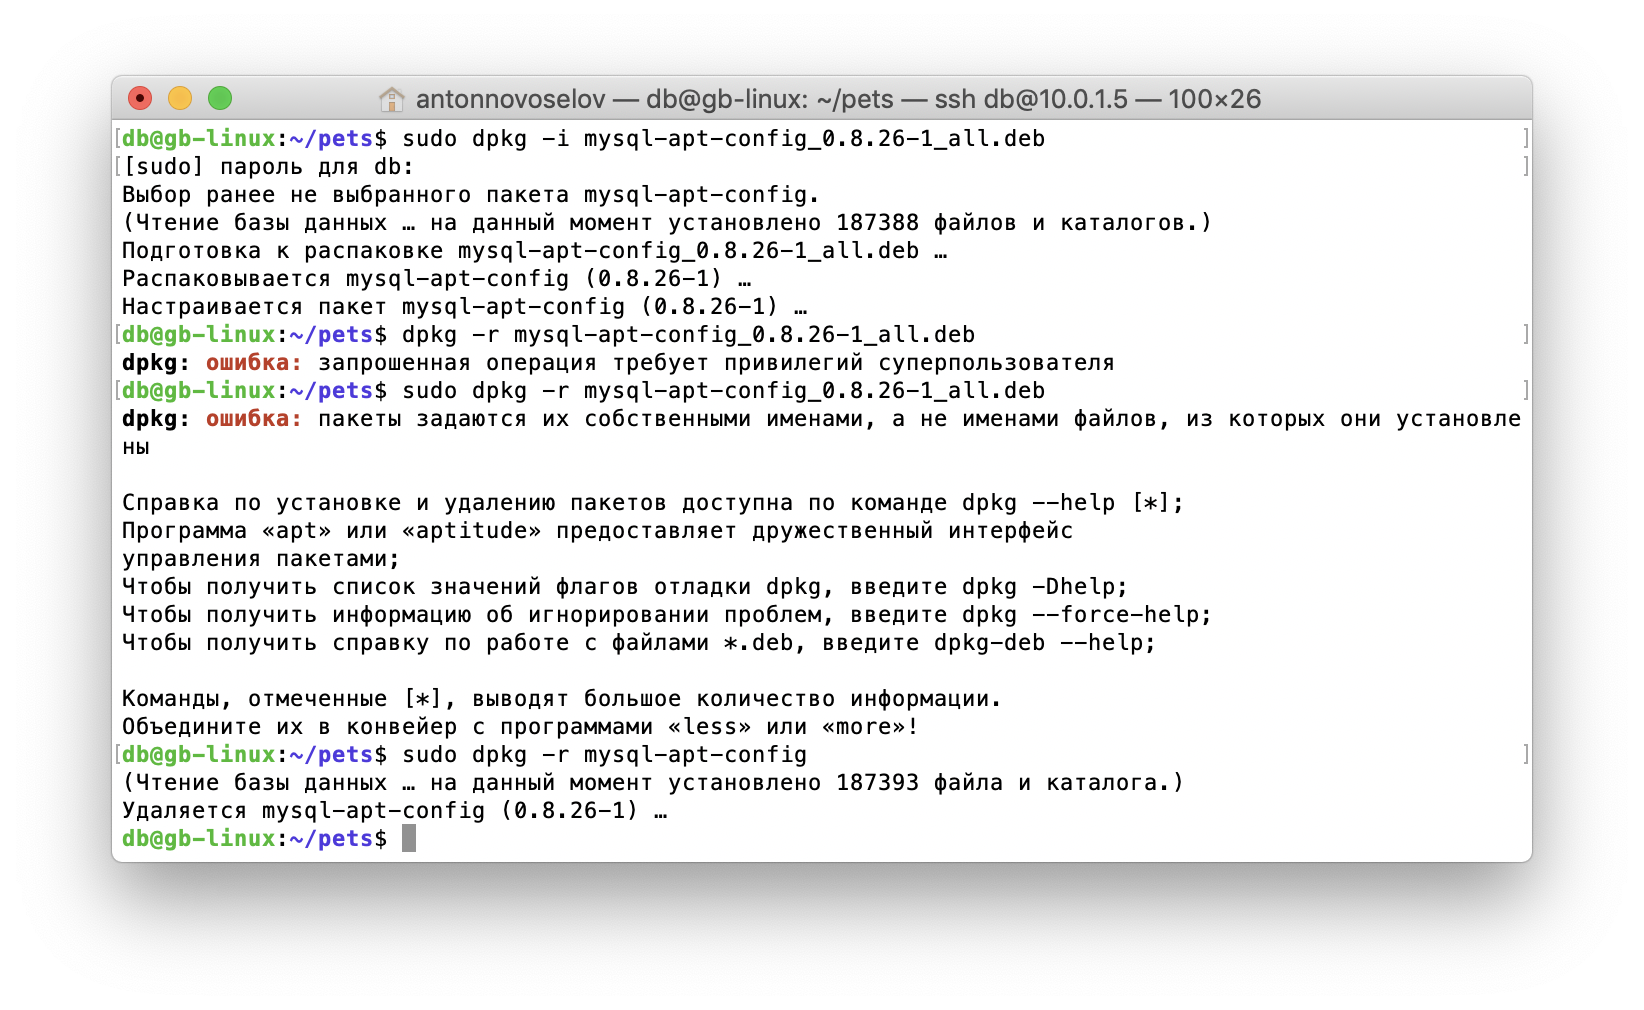 antonnovoselov — db@gb-linux: ~/pets — ssh db@10.0.1.5 — 100×26
[db@gb-linux:~/pets$ sudo dpkg -i mysql-apt-config_0.8.26-1_all.deb ]
[[sudo] пароль для db: ]
Выбор ранее не выбранного пакета mysql-apt-config.
(Чтение базы данных … на данный момент установлено 187388 файлов и каталогов.)
Подготовка к распаковке mysql-apt-config_0.8.26-1_all.deb …
Распаковывается mysql-apt-config (0.8.26-1) …
Настраивается пакет mysql-apt-config (0.8.26-1) …
[db@gb-linux:~/pets$ dpkg -r mysql-apt-config_0.8.26-1_all.deb ]
dpkg: ошибка: запрошенная операция требует привилегий суперпользователя
[db@gb-linux:~/pets$ sudo dpkg -r mysql-apt-config_0.8.26-1_all.deb ]
dpkg: ошибка: пакеты задаются их собственными именами, а не именами файлов, из которых они установле
ны
Справка по установке и удалению пакетов доступна по команде dpkg --help [*];
Программа «apt» или «aptitude» предоставляет дружественный интерфейс
управления пакетами;
Чтобы получить список значений флагов отладки dpkg, введите dpkg -Dhelp;
Чтобы получить информацию об игнорировании проблем, введите dpkg --force-help;
Чтобы получить справку по работе с файлами *.deb, введите dpkg-deb --help;
Команды, отмеченные [*], выводят большое количество информации.
Объедините их в конвейер с программами «less» или «more»!
[db@gb-linux:~/pets$ sudo dpkg -r mysql-apt-config ]
(Чтение базы данных … на данный момент установлено 187393 файла и каталога.)
Удаляется mysql-apt-config (0.8.26-1) …
db@gb-linux:~/pets$